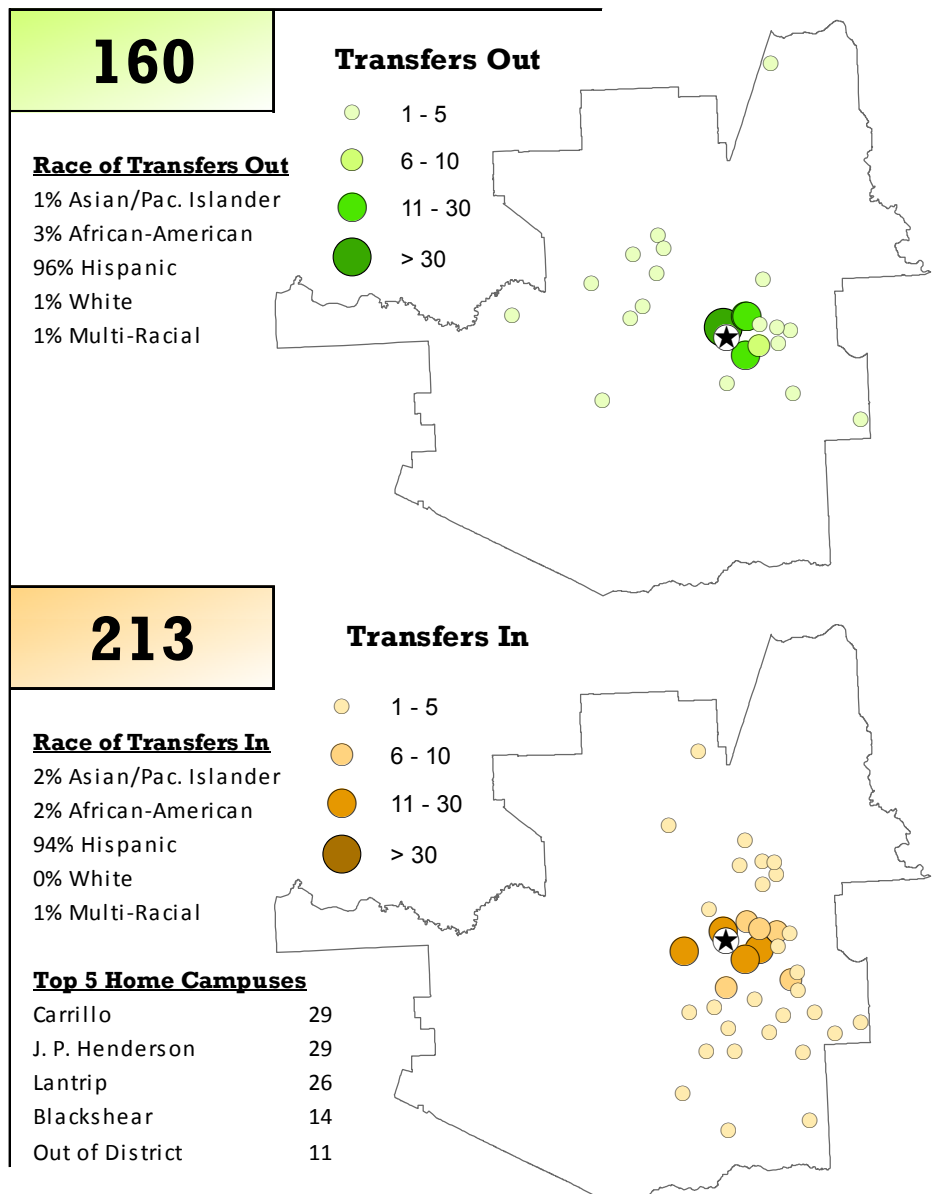 160
Transfers Out
1 - 5
6 - 10
11 - 30
> 30
Race of Transfers Out
1% Asian/Pac. Islander
3% African-American
96% Hispanic
1% White
1% Multi-Racial
213
Transfers In
1 - 5
6 - 10
11 - 30
> 30
Race of Transfers In
2% Asian/Pac. Islander
2% African-American
94% Hispanic
0% White
1% Multi-Racial
Top 5 Home Campuses
Carrillo 29
J. P. Henderson 29
Lantrip 26
Blackshear 14
Out of District 11